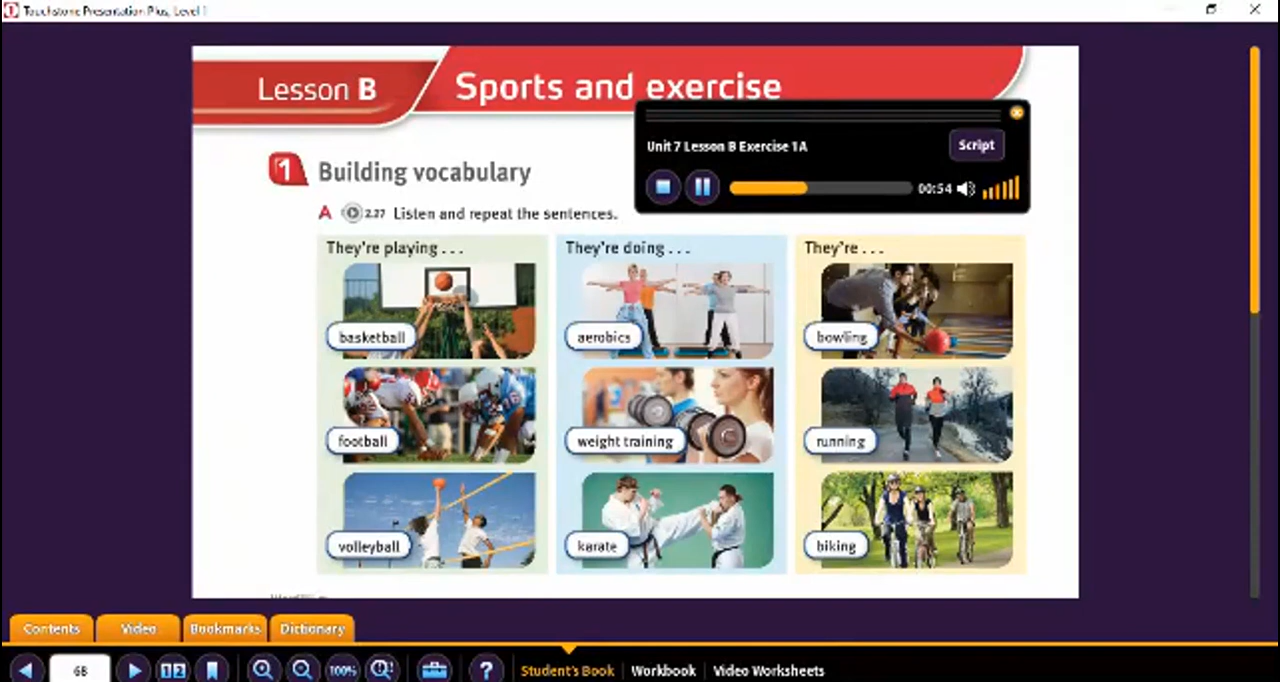 Touchstone Presentation Plus, Level 1
Lesson B
Sports and exercise
Unit 7 Lesson B Exercise 1A
Script
00:54
1 Building vocabulary
A 2.27 Listen and repeat the sentences.
They're playing . . .
They're doing . . .
They're . . .
basketball
aerobics
bowling
football
weight training
running
volleyball
karate
biking
Contents
Video
Bookmarks
Dictionary
68
1 2
100%
?
Student's Book
Workbook
Video Worksheets